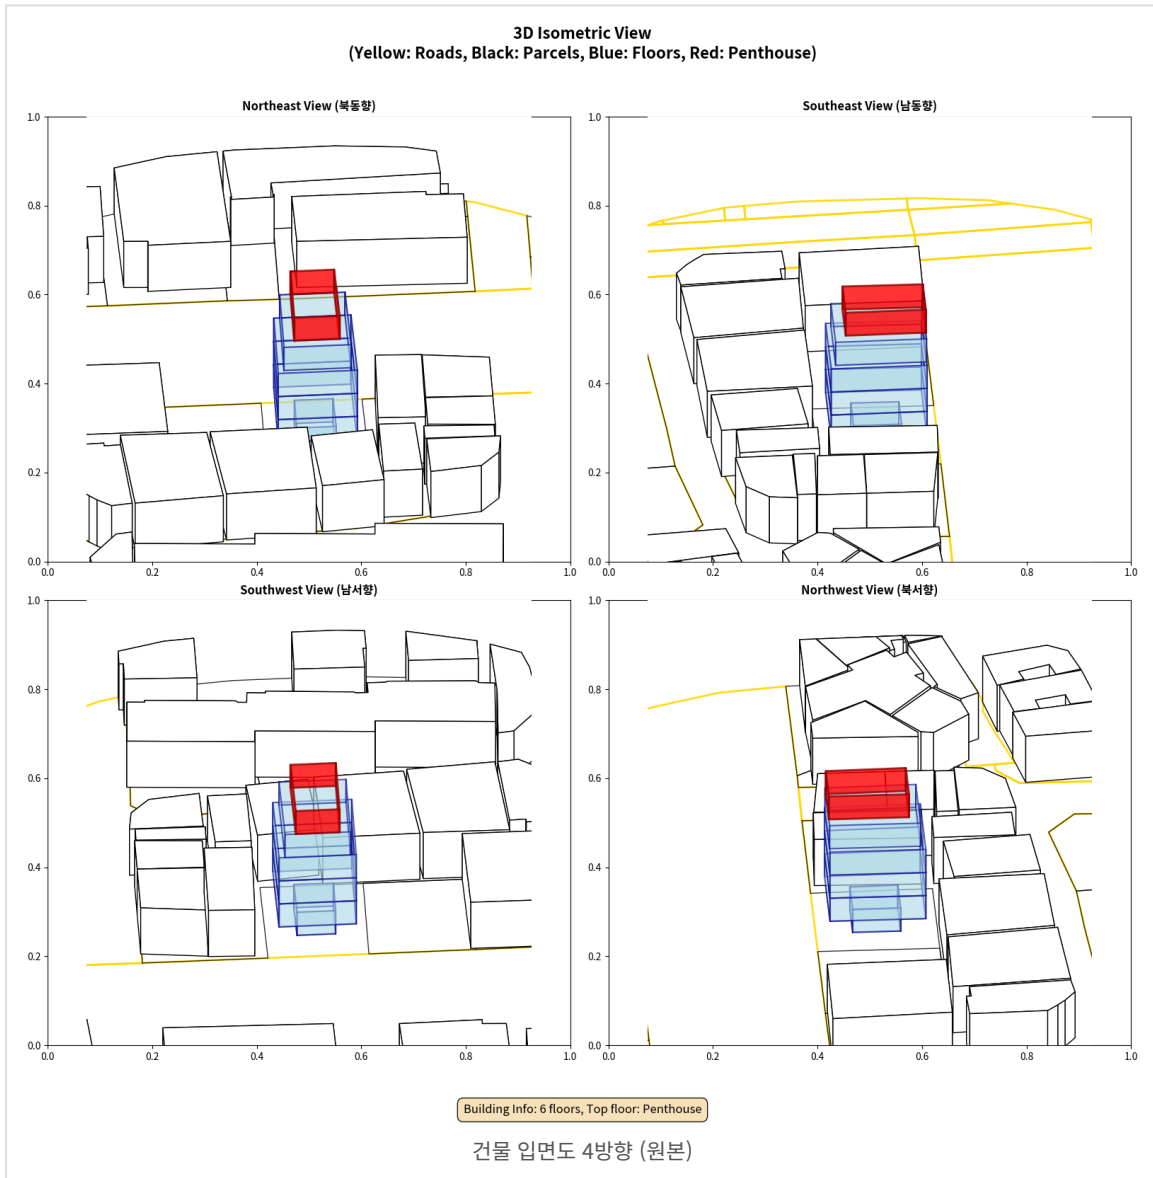 3D Isometric View
(Yellow: Roads, Black: Parcels, Blue: Floors, Red: Penthouse)
Northeast View (북동향)
1.0
0.8
0.6
0.4
0.2
0.0
0.0 0.2 0.4 0.6 0.8 1.0
Southeast View (남동향)
1.0
0.8
0.6
0.4
0.2
0.0
0.0 0.2 0.4 0.6 0.8 1.0
Southwest View (남서향)
1.0
0.8
0.6
0.4
0.2
0.0
0.0 0.2 0.4 0.6 0.8 1.0
Northwest View (북서향)
1.0
0.8
0.6
0.4
0.2
0.0
0.0 0.2 0.4 0.6 0.8 1.0
Building Info: 6 floors, Top floor: Penthouse
건물 입면도 4방향 (원본)